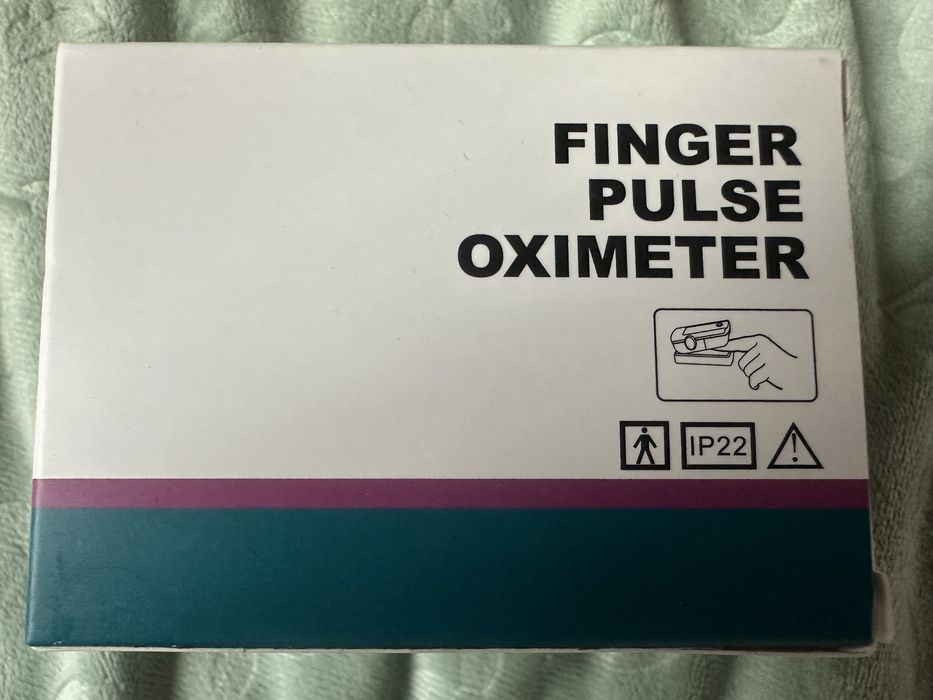 FINGER
PULSE
OXIMETER
IP22